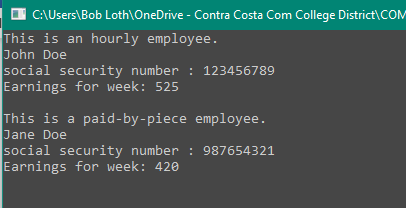 C:\Users\Bob Loth\OneDrive - Contra Costa Com College District\COM
This is an hourly employee.
John Doe
social security number : 123456789
Earnings for week: 525
This is a paid-by-piece employee.
Jane Doe
social security number : 987654321
Earnings for week: 420